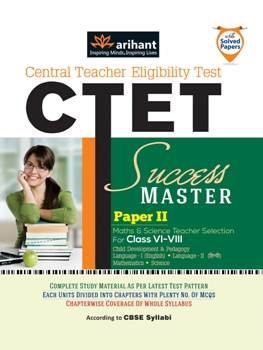 arihant
Inspiring Minds, Inspiring Lives
with
Solved
Papers
Central Teacher Eligibility Test
CTET
Success
MASTER
Paper II
Maths & Science Teacher Selection
For Class VI-VIII
Child Development & Pedagogy
Language - I (English) • Language - II (हिन्दी)
Mathematics • Science
COMPLETE STUDY MATERIAL AS PER LATEST TEST PATTERN
EACH UNITS DIVIDED INTO CHAPTERS WITH PLENTY NO. OF MCQS
CHAPTERWISE COVERAGE OF WHOLE SYLLABUS
According to CBSE Syllabi